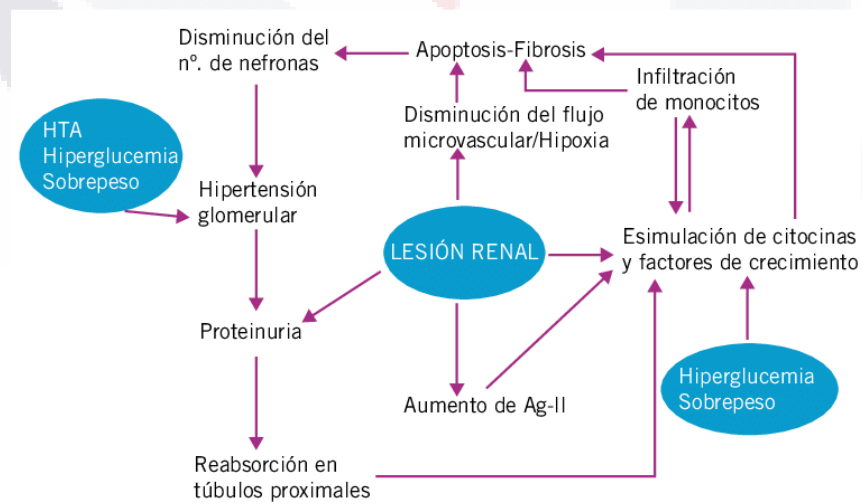 Disminución del
nº. de nefronas
Apoptosis-Fibrosis
Infiltración
de monocitos
Disminución del flujo
microvascular/Hipoxia
HTA
Hiperglucemia
Sobrepeso
Hipertensión
glomerular
LESIÓN RENAL
Esimulación de citocinas
y factores de crecimiento
Proteinuria
Hiperglucemia
Sobrepeso
Aumento de Ag-II
Reabsorción en
túbulos proximales